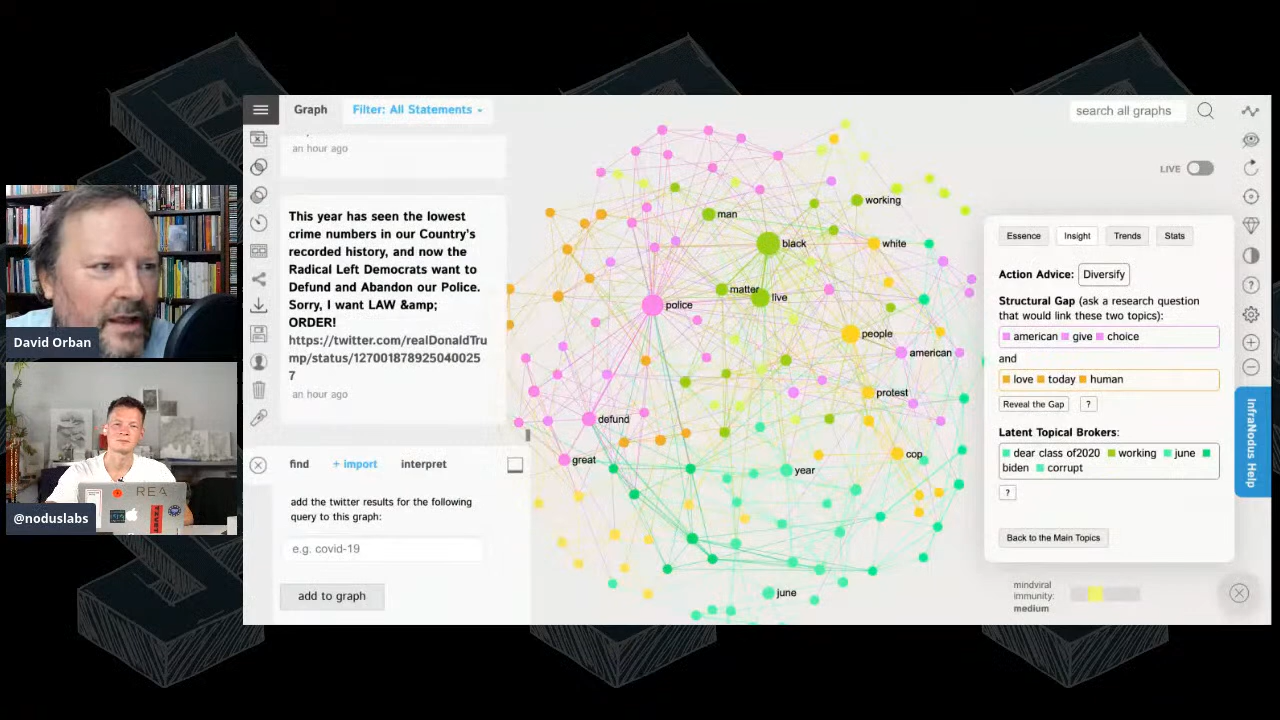 Graph
Filter: All Statements
search all graphs
LIVE
an hour ago
This year has seen the lowest
crime numbers in our Country's
recorded history, and now the
Radical Left Democrats want to
Defund and Abandon our Police.
Sorry, I want LAW &amp;
ORDER!
https://twitter.com/realDonaldTru
mp/status/127001878925040025
7
an hour ago
find
+ import
interpret
add the twitter results for the following
query to this graph:
e.g. covid-19
add to graph
man
working
black
white
matter
live
police
people
american
protest
defund
cop
great
year
june
Essence
Insight
Trends
Stats
Action Advice: Diversify
Structural Gap (ask a research question
that would link these two topics):
american give choice
and
love today human
Reveal the Gap
?
Latent Topical Brokers:
dear class of2020 working june
biden corrupt
?
Back to the Main Topics
mindviral
immunity:
medium
InfraNodus Help
David Orban
REA
@noduslabs